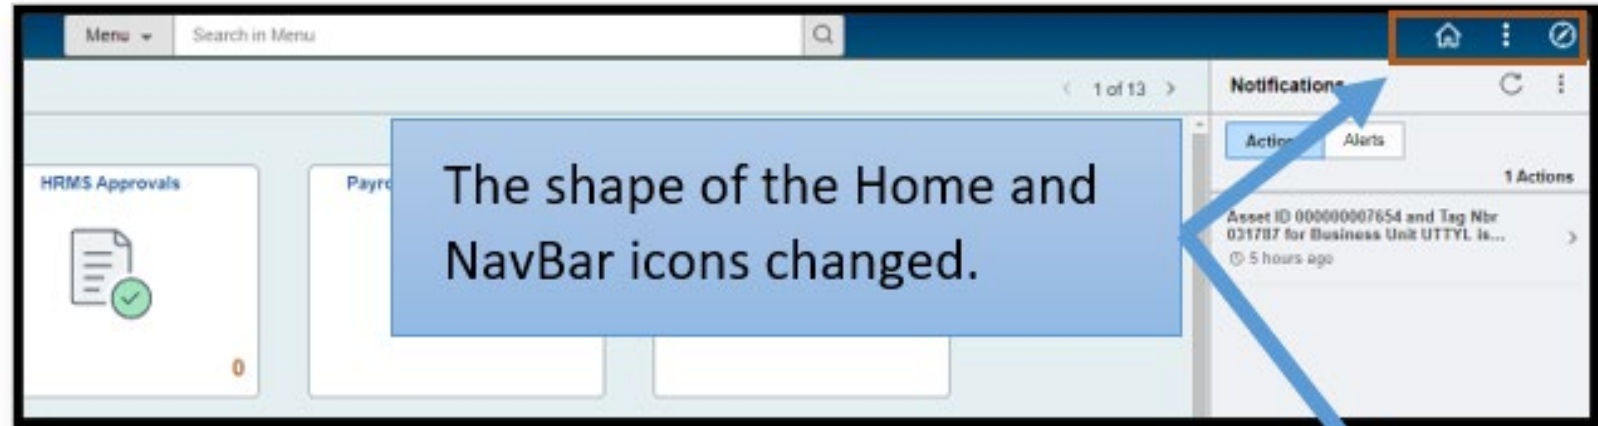 Menu Search in Menu
1 of 13
Notifications
Actions Alerts
1 Actions
HRMS Approvals
0
The shape of the Home and
NavBar icons changed.
Asset ID 000000007654 and Tag Nbr
031787 for Business Unit UTTYL is...
5 hours ago